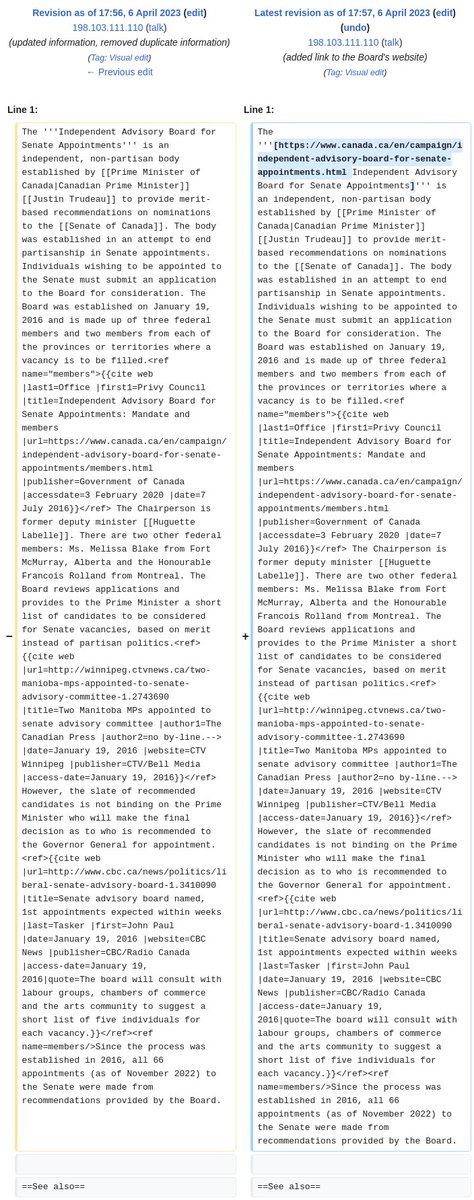 Revision as of 17:56, 6 April 2023 (edit)
198.103.111.110 (talk)
(updated information, removed duplicate information)
(Tag: Visual edit)
← Previous edit
Latest revision as of 17:57, 6 April 2023 (edit)
(undo)
198.103.111.110 (talk)
(added link to the Board's website)
(Tag: Visual edit)
Line 1:
Line 1:
−
The '''Independent Advisory Board for
Senate Appointments''' is an
independent, non-partisan body
established by [[Prime Minister of
Canada|Canadian Prime Minister]]
[[Justin Trudeau]] to provide merit-
based recommendations on nominations
to the [[Senate of Canada]]. The body
was established in an attempt to end
partisanship in Senate appointments.
Individuals wishing to be appointed to
the Senate must submit an application
to the Board for consideration. The
Board was established on January 19,
2016 and is made up of three federal
members and two members from each of
the provinces or territories where a
vacancy is to be filled.<ref
name="members">{{cite web
|last1=Office |first1=Privy Council
|title=Independent Advisory Board for
Senate Appointments: Mandate and
members
|url=https://www.canada.ca/en/campaign/
independent-advisory-board-for-senate-
appointments/members.html
|publisher=Government of Canada
|accessdate=3 February 2020 |date=7
July 2016}}</ref> The Chairperson is
former deputy minister [[Huguette
Labelle]]. There are two other federal
members: Ms. Melissa Blake from Fort
McMurray, Alberta and the Honourable
Francois Rolland from Montreal. The
Board reviews applications and
provides to the Prime Minister a short
list of candidates to be considered
for Senate vacancies, based on merit
instead of partisan politics.<ref>
{{cite web
|url=http://winnipeg.ctvnews.ca/two-
manioba-mps-appointed-to-senate-
advisory-committee-1.2743690
|title=Two Manitoba MPs appointed to
senate advisory committee |author1=The
Canadian Press |author2=no by-line.-->
|date=January 19, 2016 |website=CTV
Winnipeg |publisher=CTV/Bell Media
|access-date=January 19, 2016}}</ref>
However, the slate of recommended
candidates is not binding on the Prime
Minister who will make the final
decision as to who is recommended to
the Governor General for appointment.
<ref>{{cite web
|url=http://www.cbc.ca/news/politics/li
beral-senate-advisory-board-1.3410090
|title=Senate advisory board named,
1st appointments expected within weeks
|last=Tasker |first=John Paul
|date=January 19, 2016 |website=CBC
News |publisher=CBC/Radio Canada
|access-date=January 19,
2016|quote=The board will consult with
labour groups, chambers of commerce
and the arts community to suggest a
short list of five individuals for
each vacancy.}}</ref><ref
name=members/>Since the process was
established in 2016, all 66
appointments (as of November 2022) to
the Senate were made from
recommendations provided by the Board.
+
The
'''[https://www.canada.ca/en/campaign/i
ndependent-advisory-board-for-senate-
appointments.html Independent Advisory
Board for Senate Appointments]''' is
an independent, non-partisan body
established by [[Prime Minister of
Canada|Canadian Prime Minister]]
[[Justin Trudeau]] to provide merit-
based recommendations on nominations
to the [[Senate of Canada]]. The body
was established in an attempt to end
partisanship in Senate appointments.
Individuals wishing to be appointed to
the Senate must submit an application
to the Board for consideration. The
Board was established on January 19,
2016 and is made up of three federal
members and two members from each of
the provinces or territories where a
vacancy is to be filled.<ref
name="members">{{cite web
|last1=Office |first1=Privy Council
|title=Independent Advisory Board for
Senate Appointments: Mandate and
members
|url=https://www.canada.ca/en/campaign/
independent-advisory-board-for-senate-
appointments/members.html
|publisher=Government of Canada
|accessdate=3 February 2020 |date=7
July 2016}}</ref> The Chairperson is
former deputy minister [[Huguette
Labelle]]. There are two other federal
members: Ms. Melissa Blake from Fort
McMurray, Alberta and the Honourable
Francois Rolland from Montreal. The
Board reviews applications and
provides to the Prime Minister a short
list of candidates to be considered
for Senate vacancies, based on merit
instead of partisan politics.<ref>
{{cite web
|url=http://winnipeg.ctvnews.ca/two-
manioba-mps-appointed-to-senate-
advisory-committee-1.2743690
|title=Two Manitoba MPs appointed to
senate advisory committee |author1=The
Canadian Press |author2=no by-line.-->
|date=January 19, 2016 |website=CTV
Winnipeg |publisher=CTV/Bell Media
|access-date=January 19, 2016}}</ref>
However, the slate of recommended
candidates is not binding on the Prime
Minister who will make the final
decision as to who is recommended to
the Governor General for appointment.
<ref>{{cite web
|url=http://www.cbc.ca/news/politics/li
beral-senate-advisory-board-1.3410090
|title=Senate advisory board named,
1st appointments expected within weeks
|last=Tasker |first=John Paul
|date=January 19, 2016 |website=CBC
News |publisher=CBC/Radio Canada
|access-date=January 19,
2016|quote=The board will consult with
labour groups, chambers of commerce
and the arts community to suggest a
short list of five individuals for
each vacancy.}}</ref><ref
name=members/>Since the process was
established in 2016, all 66
appointments (as of November 2022) to
the Senate were made from
recommendations provided by the Board.
==See also==
==See also==